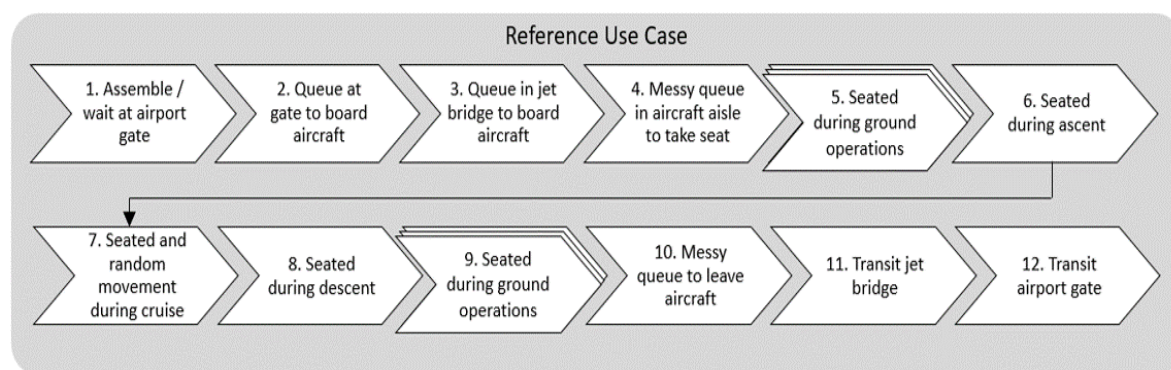 Reference Use Case
1. Assemble /
wait at airport
gate
2. Queue at
gate to board
aircraft
3. Queue in jet
bridge to board
aircraft
4. Messy queue
in aircraft aisle
to take seat
5. Seated
during ground
operations
6. Seated
during ascent
7. Seated and
random
movement
during cruise
8. Seated
during descent
9. Seated
during ground
operations
10. Messy
queue to leave
aircraft
11. Transit jet
bridge
12. Transit
airport gate